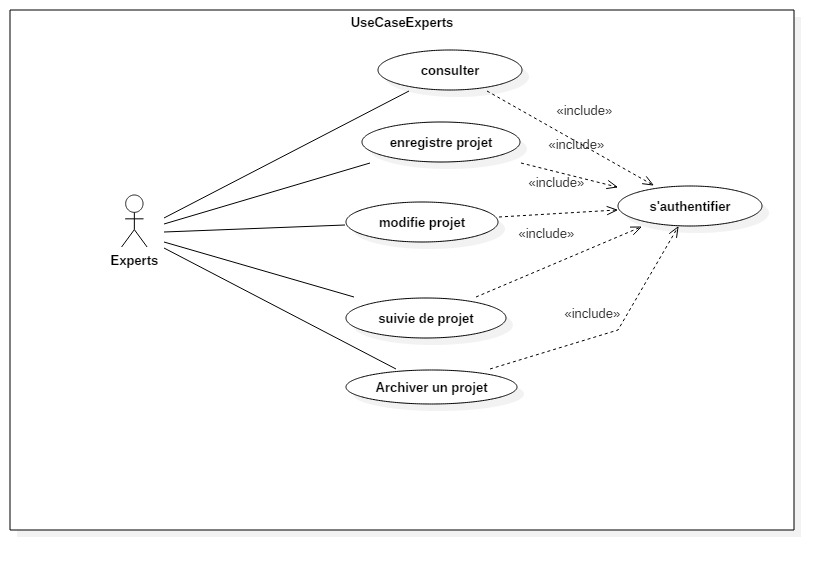 UseCaseExperts
consulter
«include»
enregistre projet
«include»
«include»
s'authentifier
modifie projet
«include»
Experts
suivie de projet
«include»
Archiver un projet